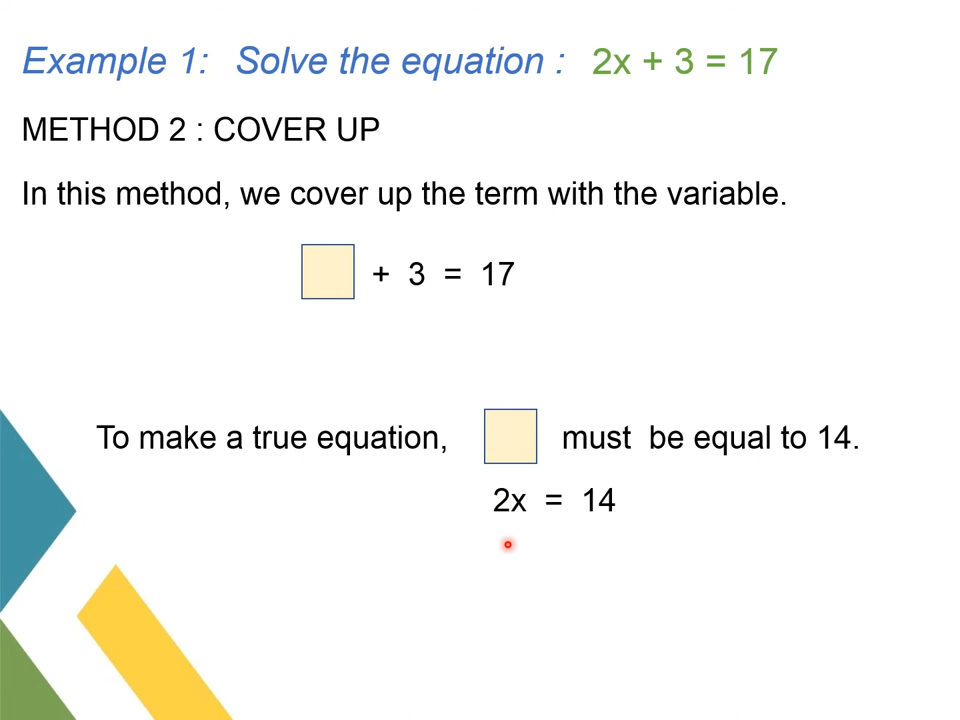 Example 1: Solve the equation : 2x + 3 = 17
METHOD 2 : COVER UP
In this method, we cover up the term with the variable.
+ 3 = 17
To make a true equation, must be equal to 14.
2x = 14